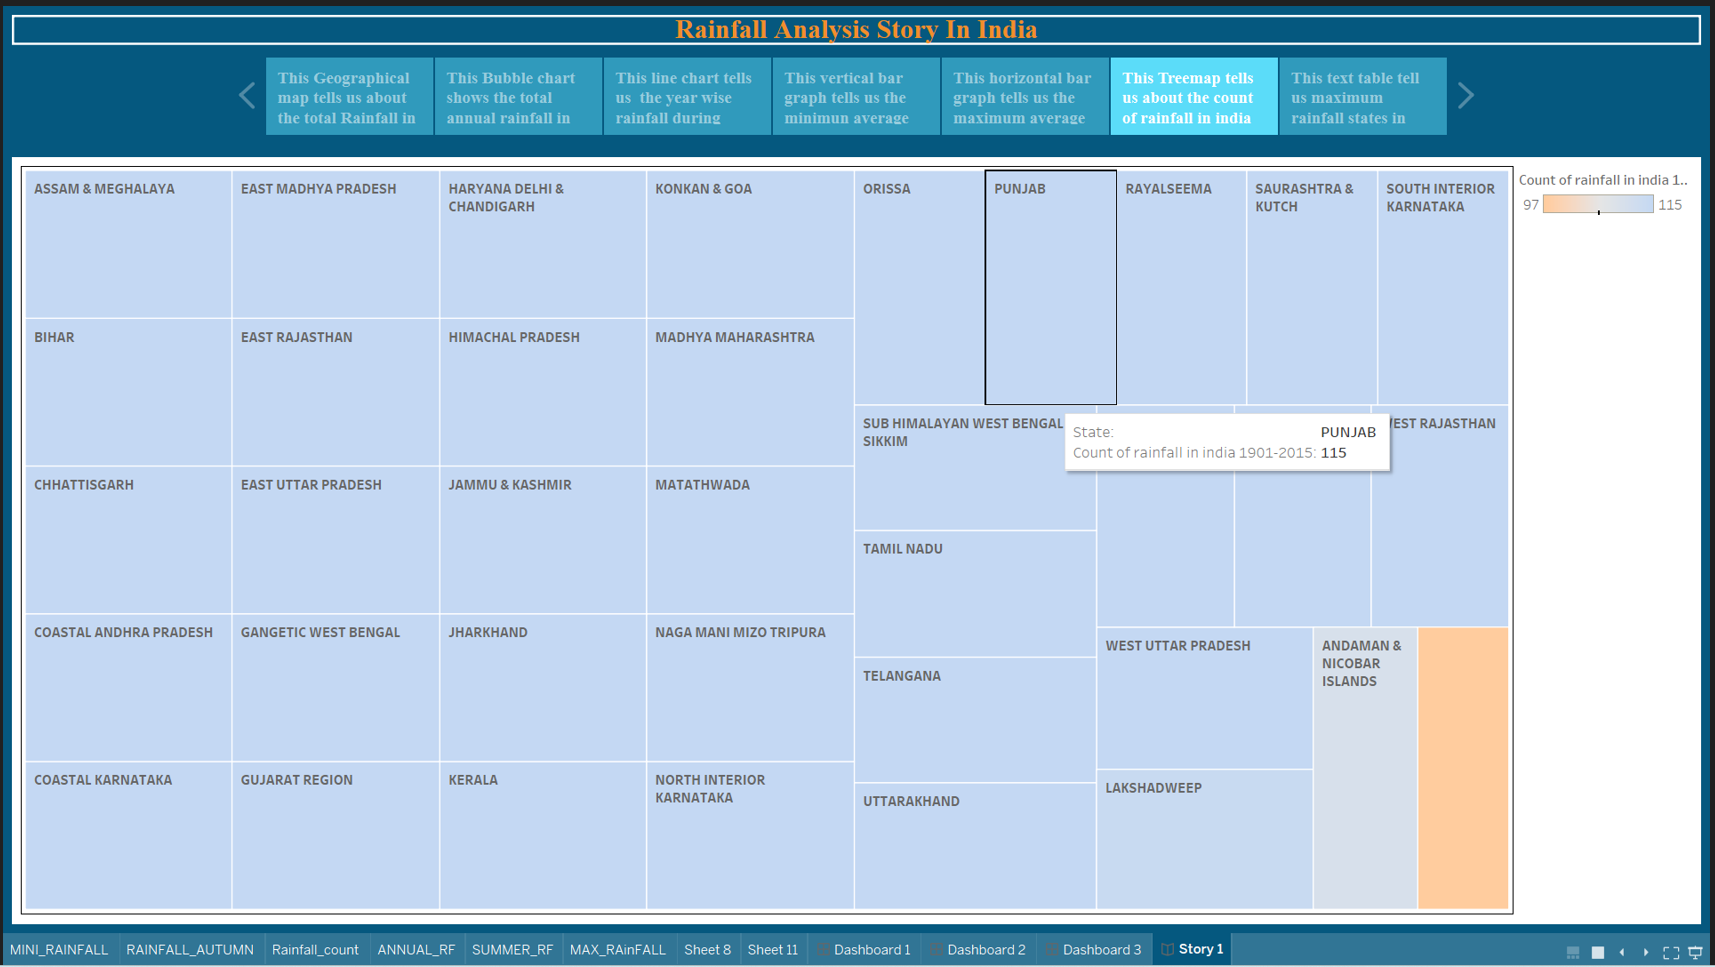 Rainfall Analysis Story In India
This Geographical
map tells us about
the total Rainfall in
This Bubble chart
shows the total
annual rainfall in
This line chart tells
us the year wise
rainfall during
This vertical bar
graph tells us the
minimun average
This horizontal bar
graph tells us the
maximum average
This Treemap tells
us about the count
of rainfall in india
This text table tell
us maximum
rainfall states in
ASSAM & MEGHALAYA
EAST MADHYA PRADESH
HARYANA DELHI &
CHANDIGARH
KONKAN & GOA
ORISSA
PUNJAB
RAYALSEEMA
SAURASHTRA &
KUTCH
SOUTH INTERIOR
KARNATAKA
Count of rainfall in india 1..
97
115
BIHAR
EAST RAJASTHAN
HIMACHAL PRADESH
MADHYA MAHARASHTRA
SUB HIMALAYAN WEST BENGAL
SIKKIM
State: PUNJAB
Count of rainfall in india 1901-2015: 115
EST RAJASTHAN
CHHATTISGARH
EAST UTTAR PRADESH
JAMMU & KASHMIR
MATATHWADA
TAMIL NADU
COASTAL ANDHRA PRADESH
GANGETIC WEST BENGAL
JHARKHAND
NAGA MANI MIZO TRIPURA
TELANGANA
WEST UTTAR PRADESH
ANDAMAN &
NICOBAR
ISLANDS
COASTAL KARNATAKA
GUJARAT REGION
KERALA
NORTH INTERIOR
KARNATAKA
UTTARAKHAND
LAKSHADWEEP
MINI_RAINFALL
RAINFALL_AUTUMN
Rainfall_count
ANNUAL_RF
SUMMER_RF
MAX_RAinFALL
Sheet 8
Sheet 11
Dashboard 1
Dashboard 2
Dashboard 3
Story 1